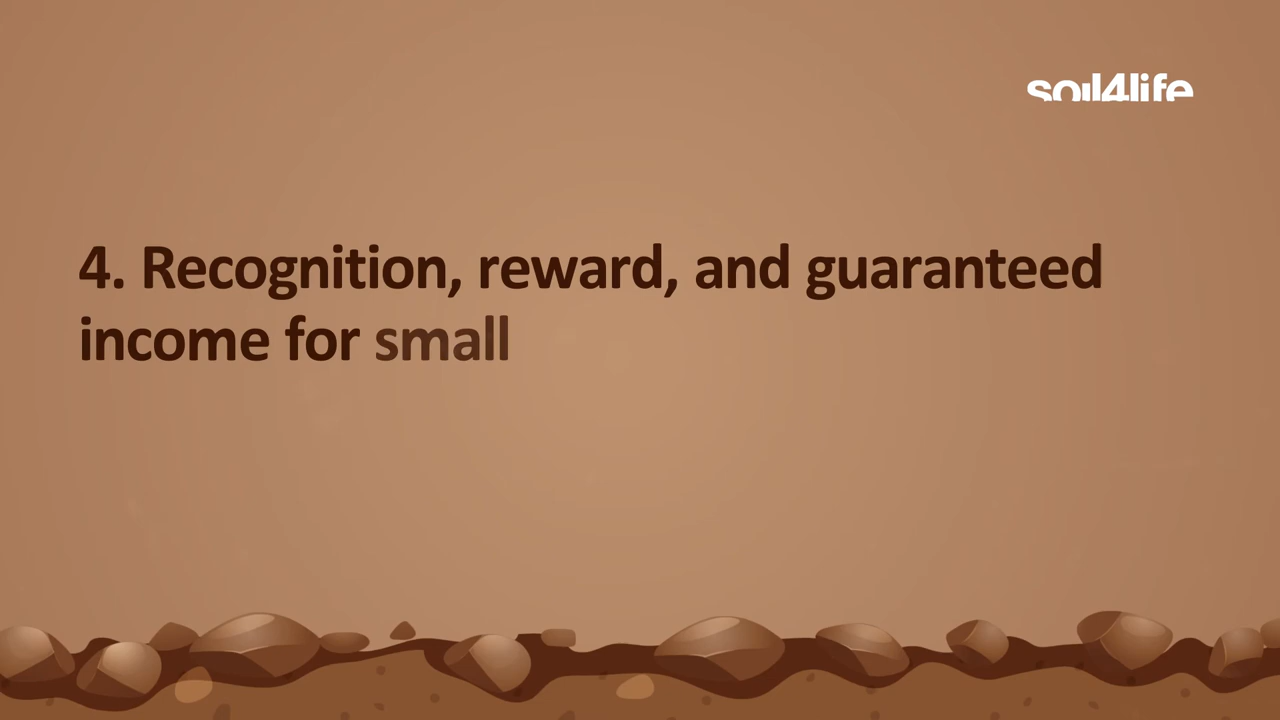 soil4life
4. Recognition, reward, and guaranteed
income for small